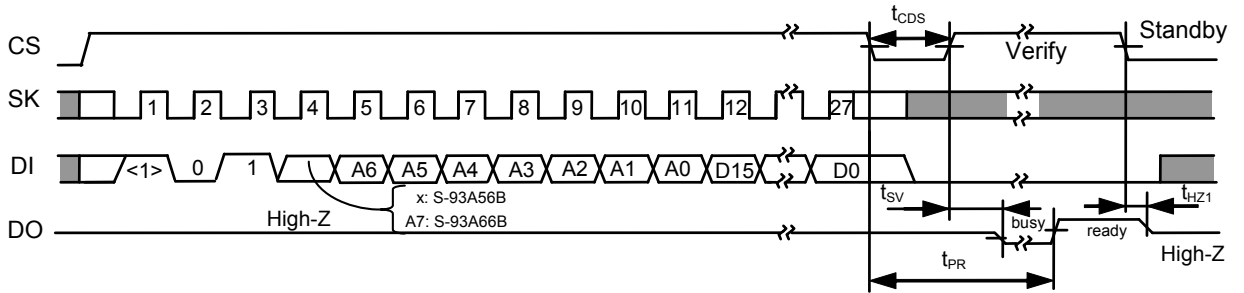 tCDS
CS
Verify
Standby
SK
1 2 3 4 5 6 7 8 9 10 11 12 27
DI
<1> 0 1 A6 A5 A4 A3 A2 A1 A0 D15 D0
x: S-93A56B
A7: S-93A66B
High-Z
tSV
tHZ1
DO
busy
ready
High-Z
tPR